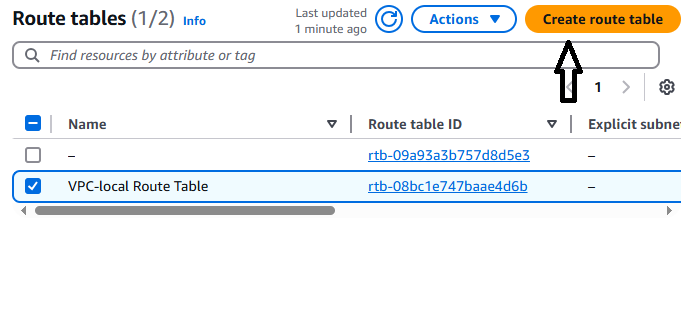 Route tables (1/2) Info
Last updated
1 minute ago
Actions
Create route table
Find resources by attribute or tag
1
Name
Route table ID
Explicit subne
–
rtb-09a93a3b757d8d5e3
–
VPC-local Route Table
rtb-08bc1e747baae4d6b
–